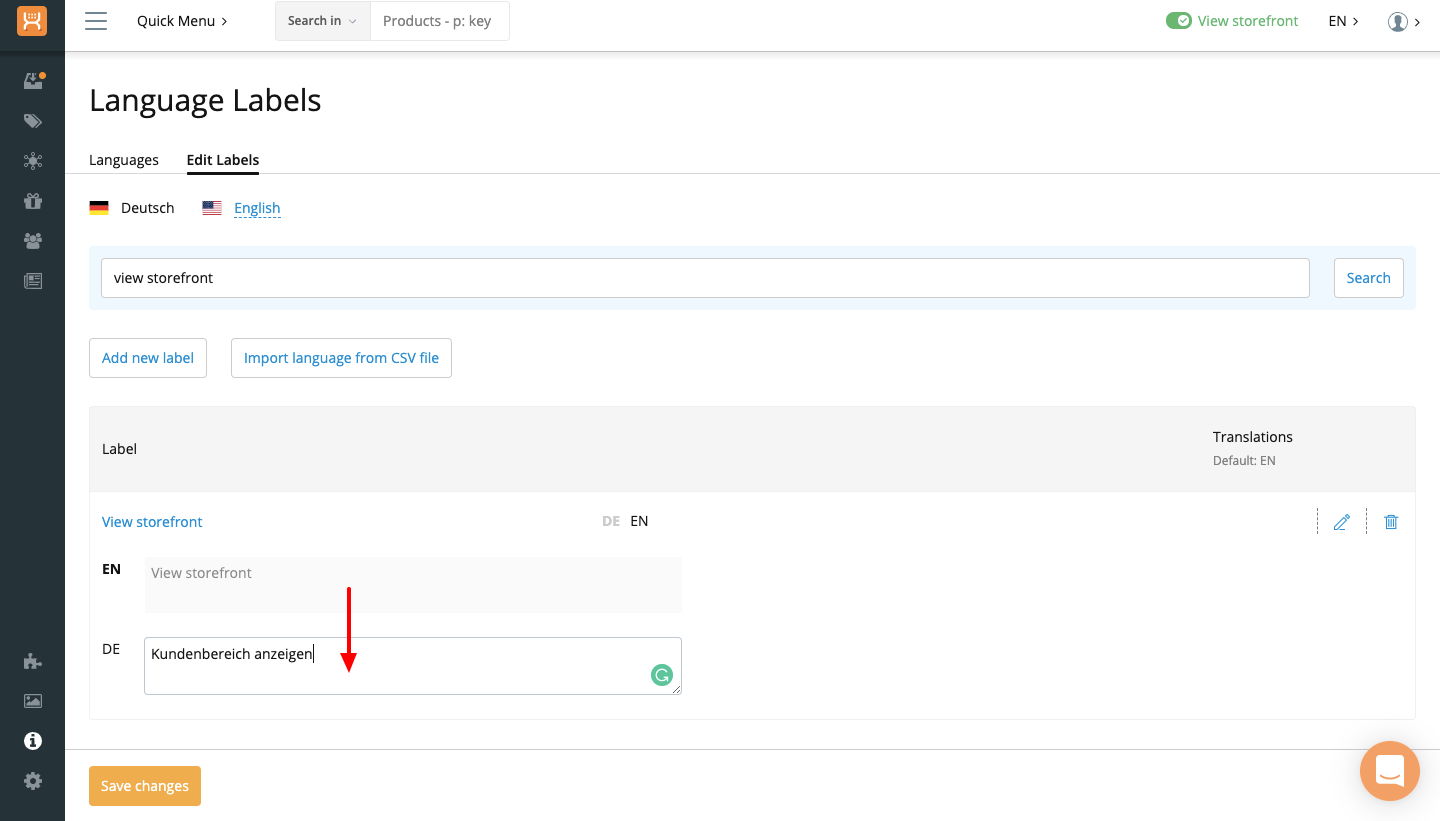 Quick Menu
Search in
Products - p: key
View storefront
EN
Language Labels
Languages
Edit Labels
Deutsch
English
view storefront
Search
Add new label
Import language from CSV file
Label
Translations
Default: EN
View storefront
DE EN
EN
View storefront
DE
Kundenbereich anzeigen
Save changes